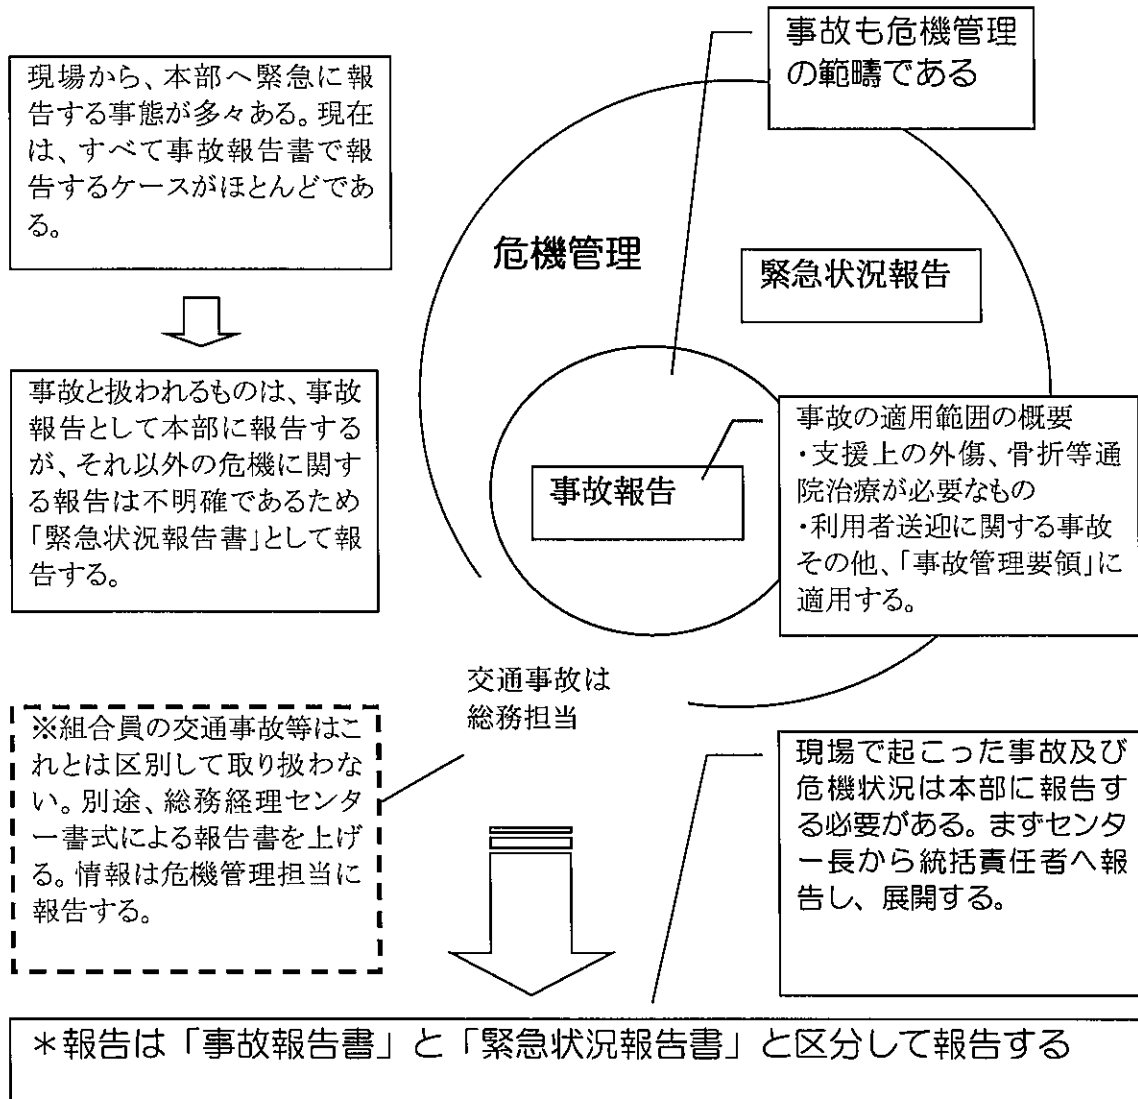 現場から、本部へ緊急に報
告する事態が多々ある。現在
は、すべて事故報告書で報
告するケースがほとんどであ
る。
事故と扱われるものは、事故
報告として本部に報告する
が、それ以外の危機に関す
る報告は不明確であるため
「緊急状況報告書」として報
告する。
※組合員の交通事故等はこ
れとは区別して取り扱わな
い。別途、総務経理センタ
ー書式による報告書を上げ
る。情報は危機管理担当に
報告する。
事故も危機管理
の範疇である
危機管理
緊急状況報告
事故報告
事故の適用範囲の概要
・支援上の外傷、骨折等通
院治療が必要なもの
・利用者送迎に関する事故
その他、「事故管理要領」に
適用する。
交通事故は
総務担当
現場で起こった事故及び
危機状況は本部に報告す
る必要がある。まずセンタ
ー長から統括責任者へ報
告し、展開する。
＊報告は「事故報告書」と「緊急状況報告書」と区分して報告する